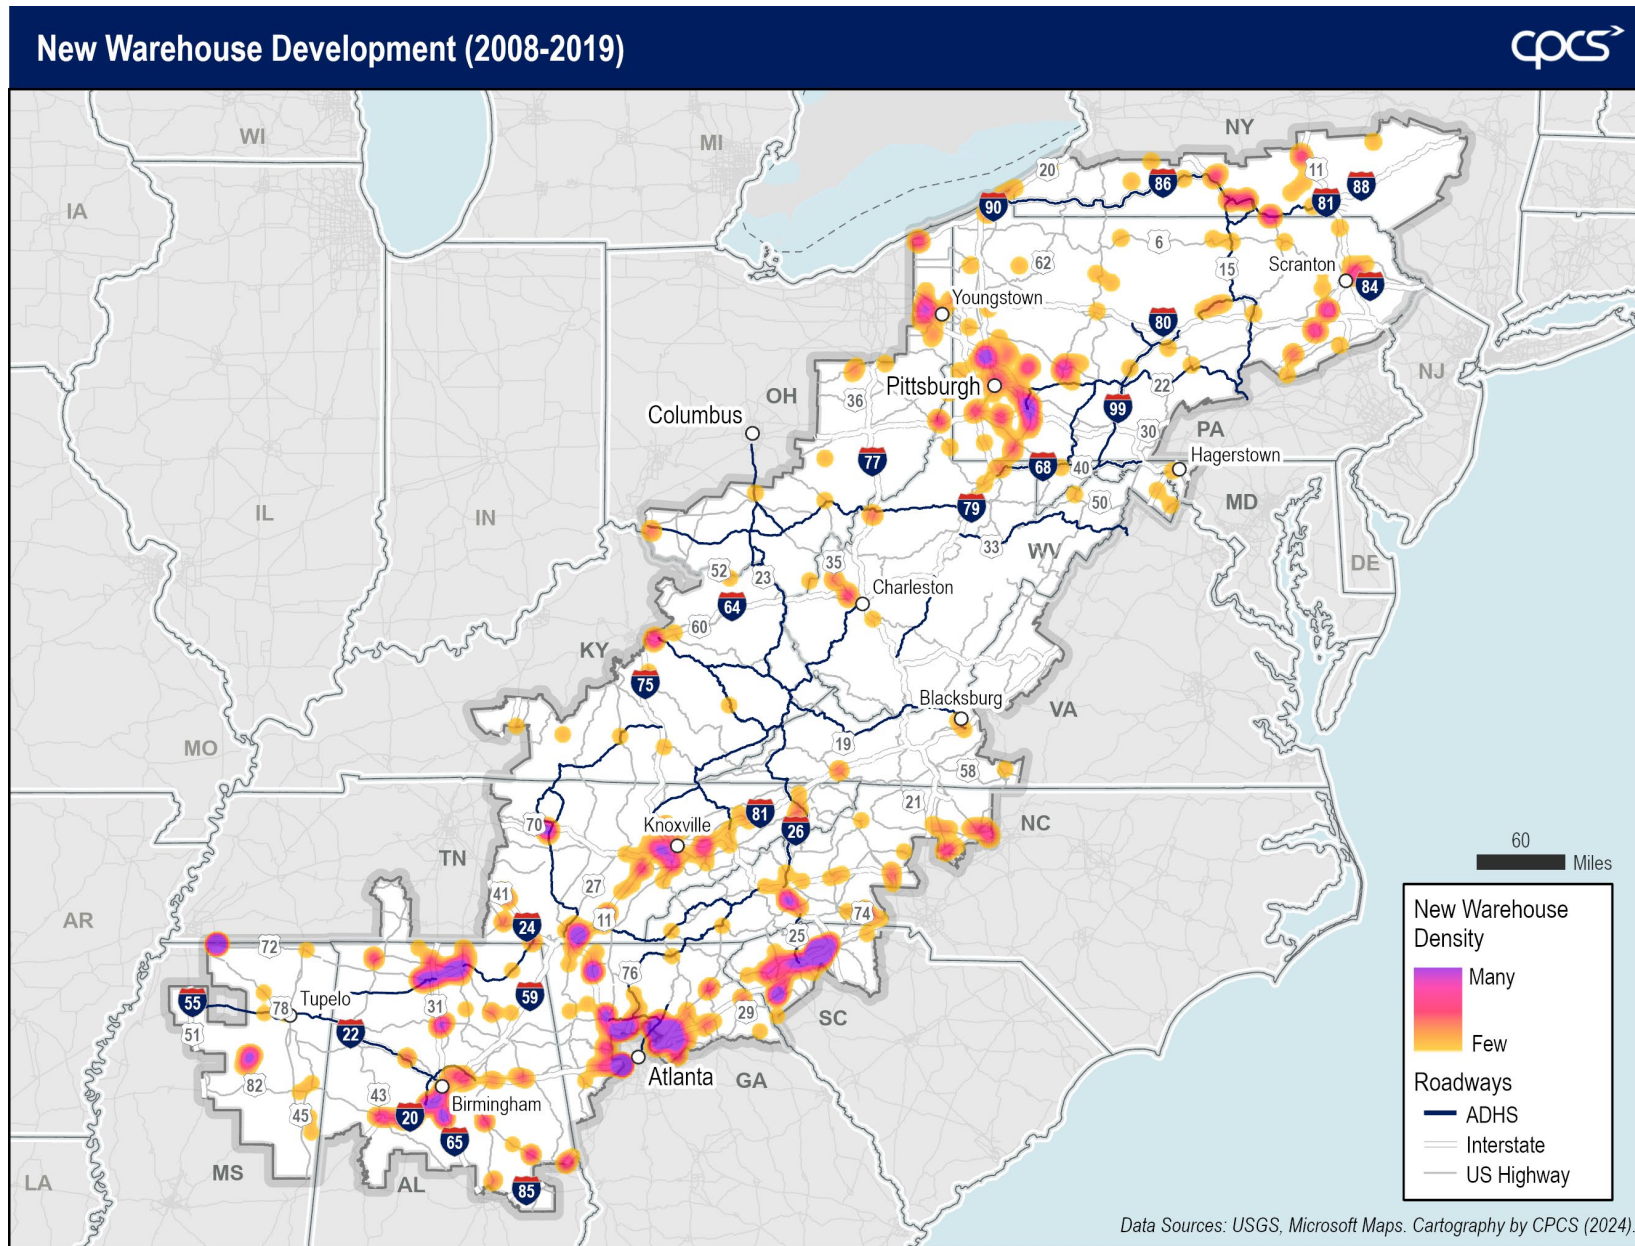 New Warehouse Development (2008-2019)
cpcs
WI
MI
NY
IA
20
86
11
88
90
81
6
62
15
Scranton
84
Youngstown
80
NJ
OH
Pittsburgh
22
36
99
Columbus
30
PA
77
68
40
Hagerstown
79
50
MD
IL
IN
33
WV
DE
52
23
35
Charleston
64
60
KY
75
Blacksburg
VA
MO
19
58
21
81
70
Knoxville
26
NC
60
Miles
TN
27
41
11
74
AR
24
25
72
76
59
Tupelo
55
78
31
29
51
22
SC
82
Atlanta
GA
43
20
Birmingham
45
65
MS
AL
85
LA
New Warehouse
Density
Many
Few
Roadways
ADHS
Interstate
US Highway
Data Sources: USGS, Microsoft Maps. Cartography by CPCS (2024).